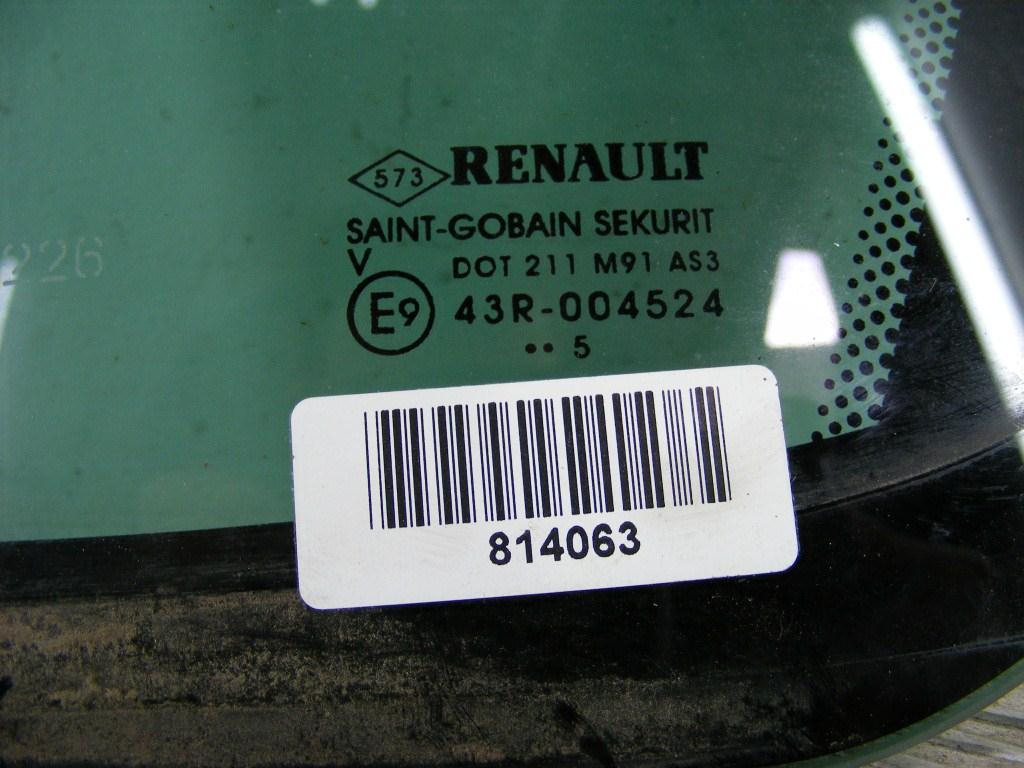 573 RENAULT
SAINT-GOBAIN SEKURIT
V DOT 211 M91 AS3
E9 43R-004524
•• 5
226
814063